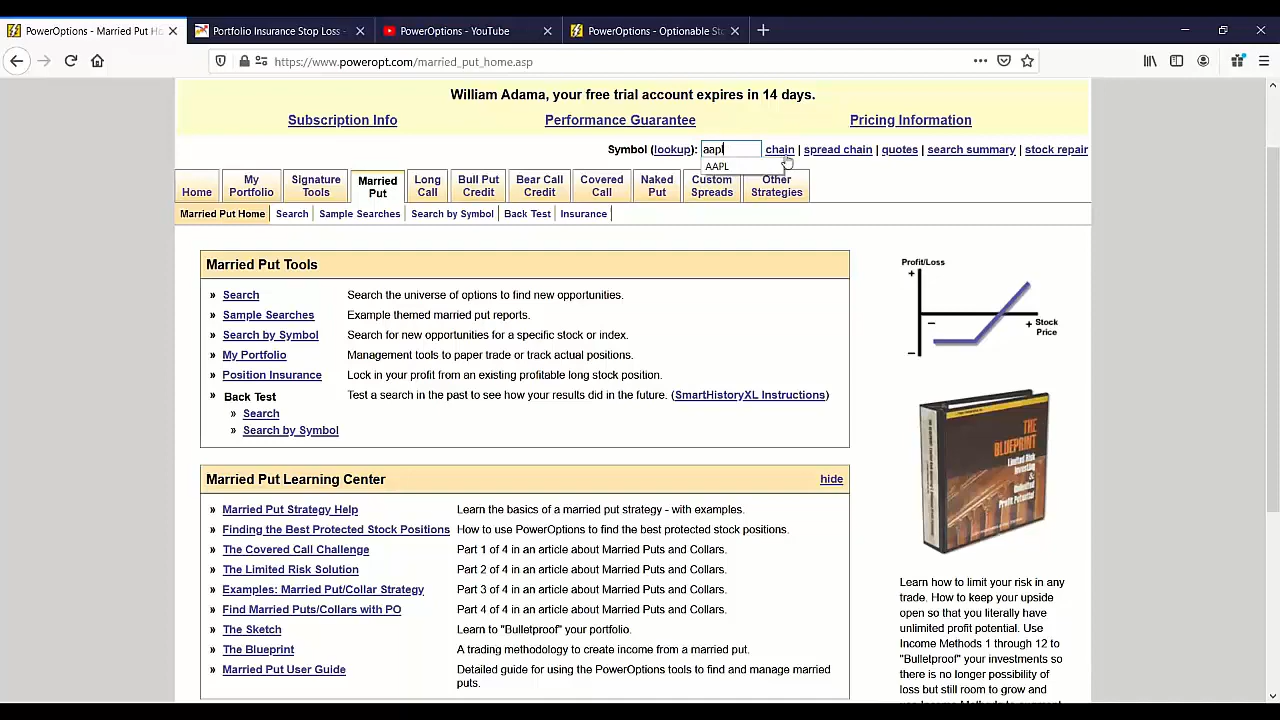 PowerOptions - Married Put Ho
Portfolio Insurance Stop Loss -
PowerOptions - YouTube
PowerOptions - Optionable Sto
https://www.poweropt.com/married_put_home.asp
William Adama, your free trial account expires in 14 days.
Subscription Info Performance Guarantee Pricing Information
Symbol (lookup): aapl chain | spread chain | quotes | search summary | stock repair
AAPL
Home My Portfolio Signature Tools Married Put Long Call Bull Put Credit Bear Call Credit Covered Call Naked Put Custom Spreads Other Strategies
Married Put Home Search Sample Searches Search by Symbol Back Test Insurance
Married Put Tools
» Search Search the universe of options to find new opportunities.
» Sample Searches Example themed married put reports.
» Search by Symbol Search for new opportunities for a specific stock or index.
» My Portfolio Management tools to paper trade or track actual positions.
» Position Insurance Lock in your profit from an existing profitable long stock position.
» Back Test Test a search in the past to see how your results did in the future. (SmartHistoryXL Instructions)
» Search
» Search by Symbol
Married Put Learning Center hide
» Married Put Strategy Help Learn the basics of a married put strategy - with examples.
» Finding the Best Protected Stock Positions How to use PowerOptions to find the best protected stock positions.
» The Covered Call Challenge Part 1 of 4 in an article about Married Puts and Collars.
» The Limited Risk Solution Part 2 of 4 in an article about Married Puts and Collars.
» Examples: Married Put/Collar Strategy Part 3 of 4 in an article about Married Puts and Collars.
» Find Married Puts/Collars with PO Part 4 of 4 in an article about Married Puts and Collars.
» The Sketch Learn to "Bulletproof" your portfolio.
» The Blueprint A trading methodology to create income from a married put.
» Married Put User Guide Detailed guide for using the PowerOptions tools to find and manage married
puts.
Profit/Loss
+
−
− + Stock
Price
THE
BLUEPRINT
Limited Risk
Investing
&
Unlimited
Profit Potential
Learn how to limit your risk in any
trade. How to keep your upside
open so that you literally have
unlimited profit potential. Use
Income Methods 1 through 12 to
"Bulletproof" your investments so
there is no longer possibility of
loss but still room to grow and